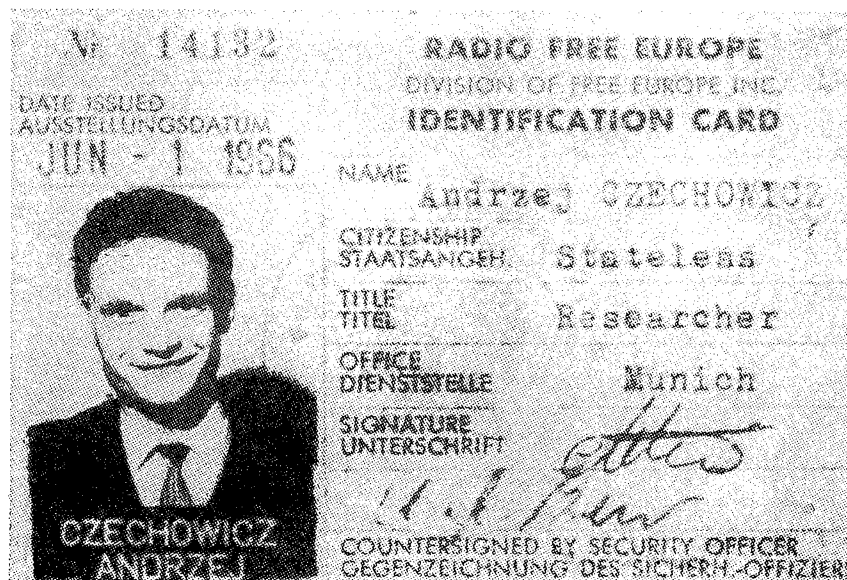 Nr 14132
DATE ISSUED
AUSSTELLUNGSDATUM
JUN - 1 1966
CZECHOWICZ
ANDRZEJ
RADIO FREE EUROPE
DIVISION OF FREE EUROPE INC.
IDENTIFICATION CARD
NAME Andrzej CZECHOWICZ
CITIZENSHIP
STAATSANGEH. Stateless
TITLE
TITEL Researcher
OFFICE
DIENSTSTELLE Munich
SIGNATURE
UNTERSCHRIFT
COUNTERSIGNED BY SECURITY OFFICER
GEGENZEICHNUNG DES SICHERH.-OFFIZIERS